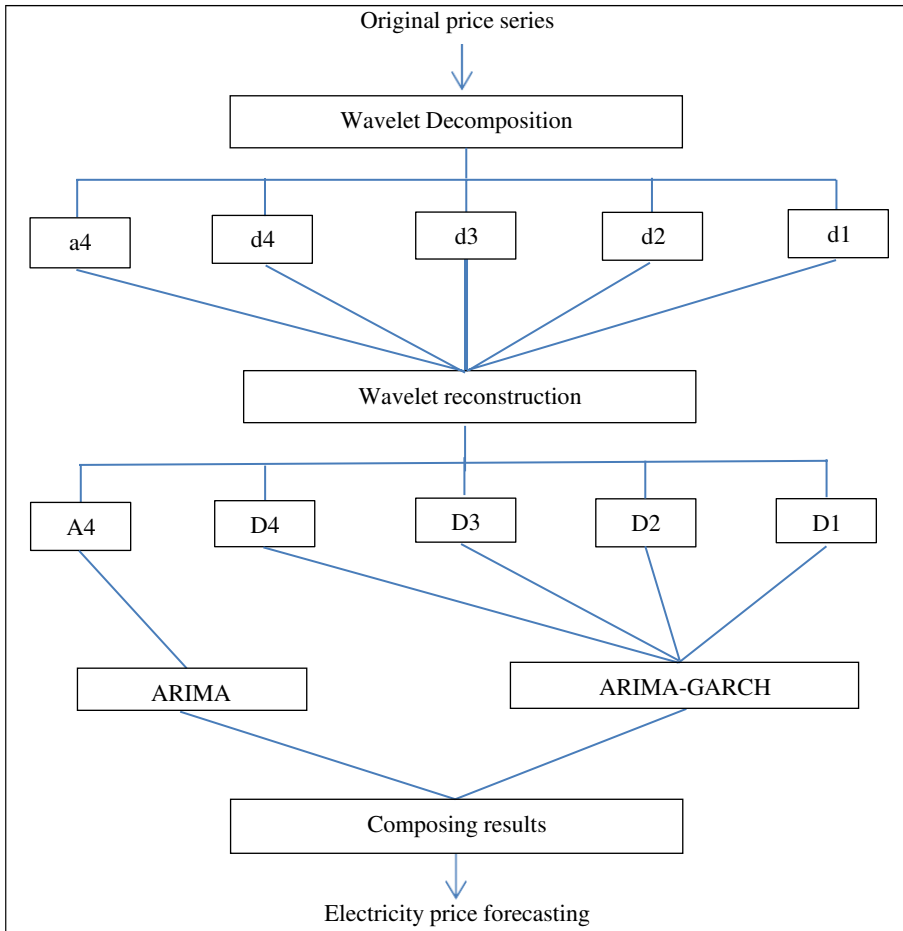 Original price series
Wavelet Decomposition
a4
d4
d3
d2
d1
Wavelet reconstruction
A4
D4
D3
D2
D1
ARIMA
ARIMA-GARCH
Composing results
Electricity price forecasting